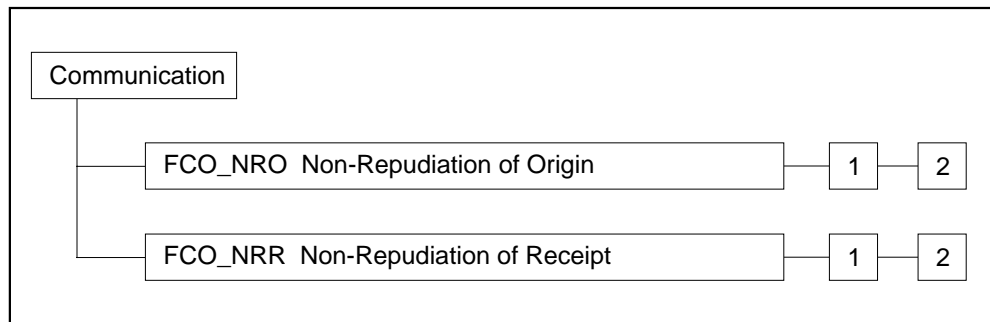 Communication
FCO_NRO Non-Repudiation of Origin 1 2
FCO_NRR Non-Repudiation of Receipt 1 2